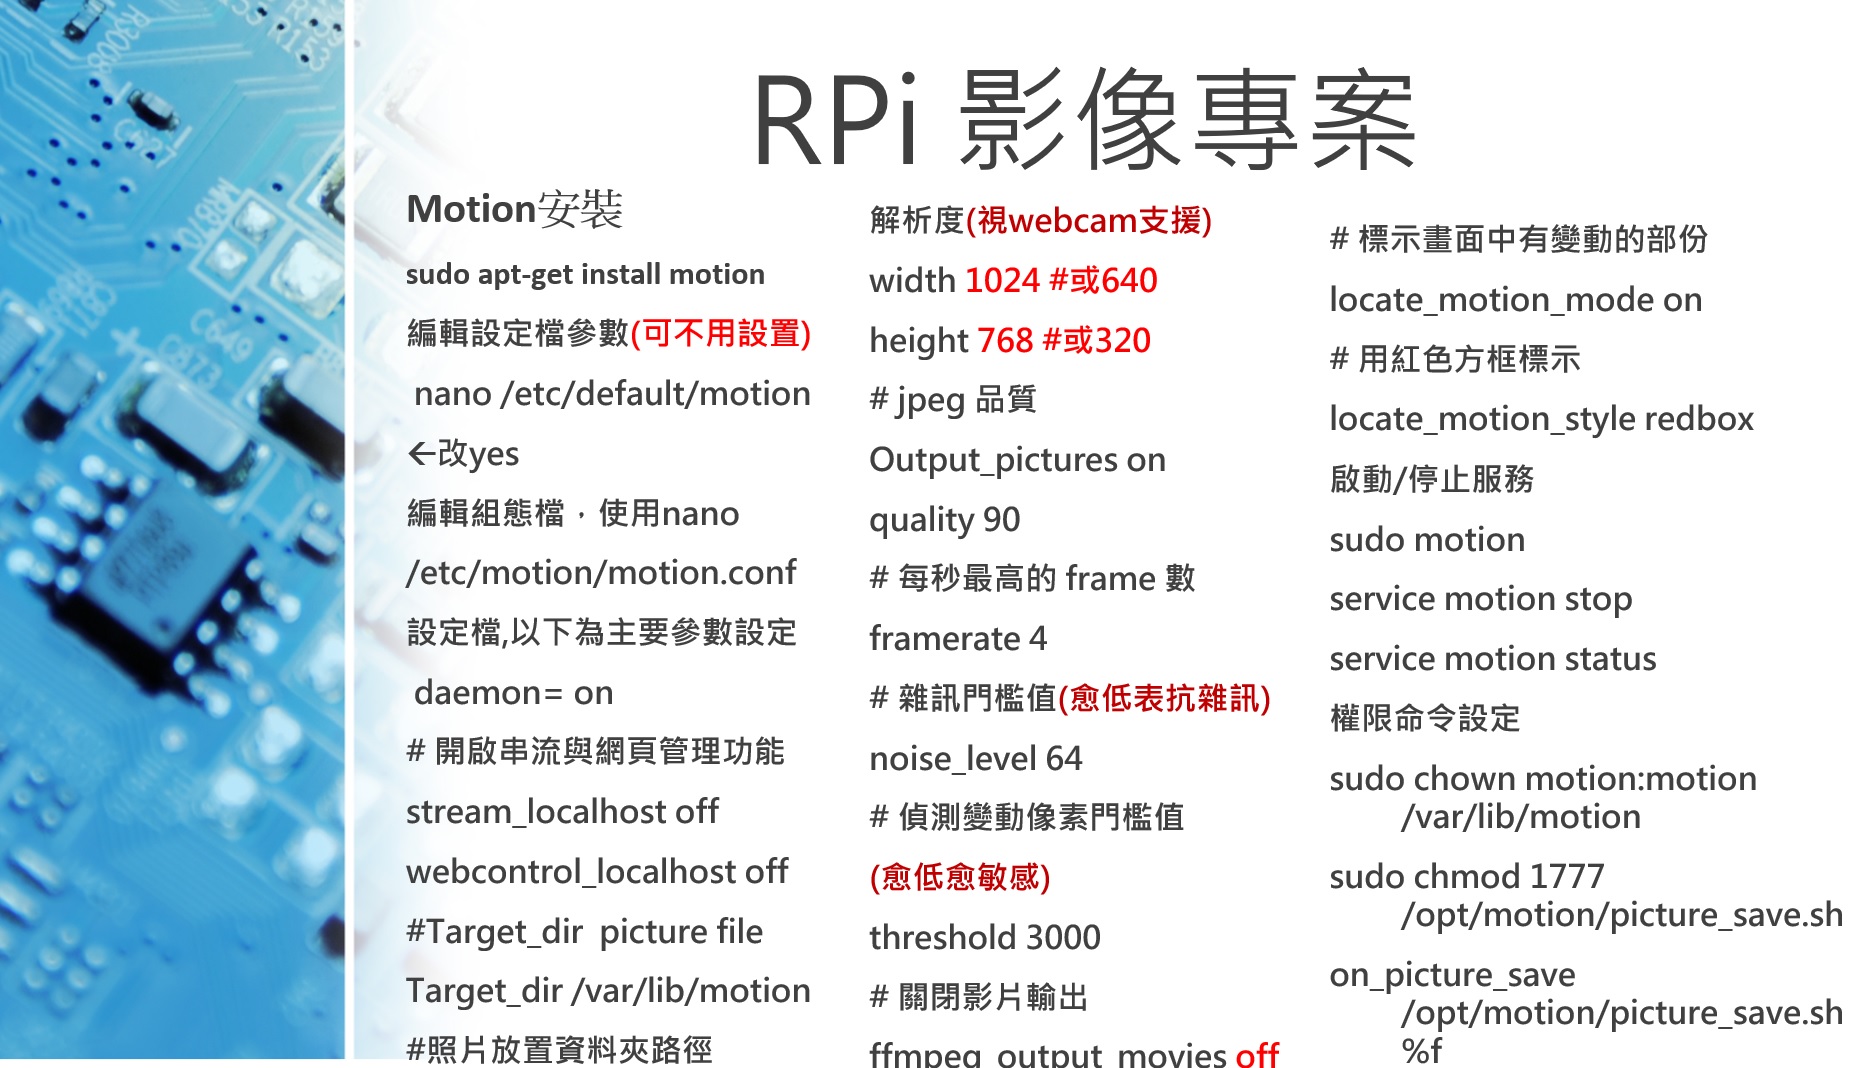 RPi 影像專案
Motion安裝
sudo apt-get install motion
編輯設定檔參數(可不用設置)
nano /etc/default/motion
←改yes
編輯組態檔，使用nano
/etc/motion/motion.conf
設定檔,以下為主要參數設定
daemon= on
# 開啟串流與網頁管理功能
stream_localhost off
webcontrol_localhost off
#Target_dir  picture file
Target_dir /var/lib/motion
#照片放置資料夾路徑
解析度(視webcam支援)
width 1024 #或640
height 768 #或320
# jpeg 品質
Output_pictures on
quality 90
# 每秒最高的 frame 數
framerate 4
# 雜訊門檻值(愈低表抗雜訊)
noise_level 64
# 偵測變動像素門檻值
(愈低愈敏感)
threshold 3000
# 關閉影片輸出
ffmpeg_output_movies off
# 標示畫面中有變動的部份
locate_motion_mode on
# 用紅色方框標示
locate_motion_style redbox
啟動/停止服務
sudo motion
service motion stop
service motion status
權限命令設定
sudo chown motion:motion
/var/lib/motion
sudo chmod 1777
/opt/motion/picture_save.sh
on_picture_save
/opt/motion/picture_save.sh
%f